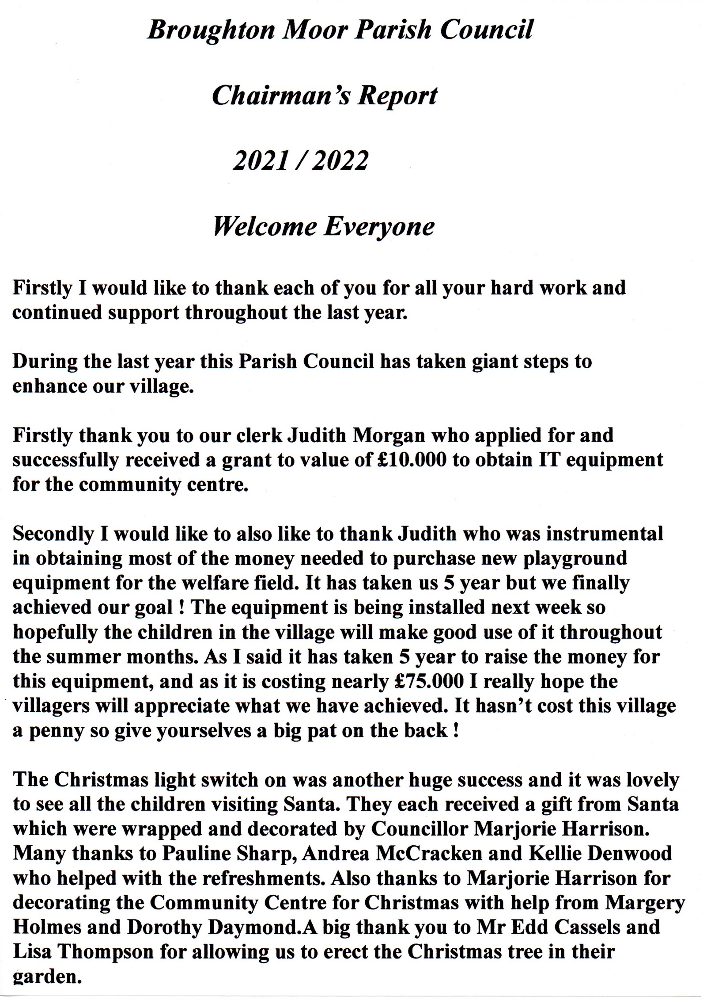 Broughton Moor Parish Council
Chairman’s Report
2021 / 2022
Welcome Everyone
Firstly I would like to thank each of you for all your hard work and
continued support throughout the last year.
During the last year this Parish Council has taken giant steps to
enhance our village.
Firstly thank you to our clerk Judith Morgan who applied for and
successfully received a grant to value of £10.000 to obtain IT equipment
for the community centre.
Secondly I would like to also like to thank Judith who was instrumental
in obtaining most of the money needed to purchase new playground
equipment for the welfare field. It has taken us 5 year but we finally
achieved our goal ! The equipment is being installed next week so
hopefully the children in the village will make good use of it throughout
the summer months. As I said it has taken 5 year to raise the money for
this equipment, and as it is costing nearly £75.000 I really hope the
villagers will appreciate what we have achieved. It hasn’t cost this village
a penny so give yourselves a big pat on the back !
The Christmas light switch on was another huge success and it was lovely
to see all the children visiting Santa. They each received a gift from Santa
which were wrapped and decorated by Councillor Marjorie Harrison.
Many thanks to Pauline Sharp, Andrea McCracken and Kellie Denwood
who helped with the refreshments. Also thanks to Marjorie Harrison for
decorating the Community Centre for Christmas with help from Margery
Holmes and Dorothy Daymond.A big thank you to Mr Edd Cassels and
Lisa Thompson for allowing us to erect the Christmas tree in their
garden.